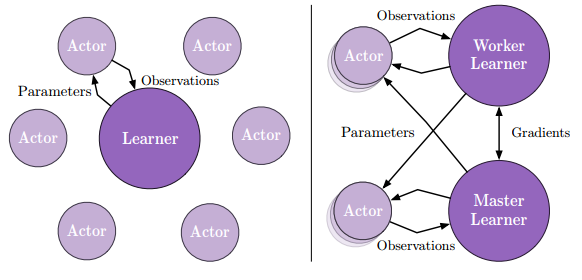 Actor
Actor
Parameters
Observations
Actor
Learner
Actor
Actor
Actor
Observations
Actor
Worker
Learner
Parameters
Gradients
Actor
Master
Learner
Observations